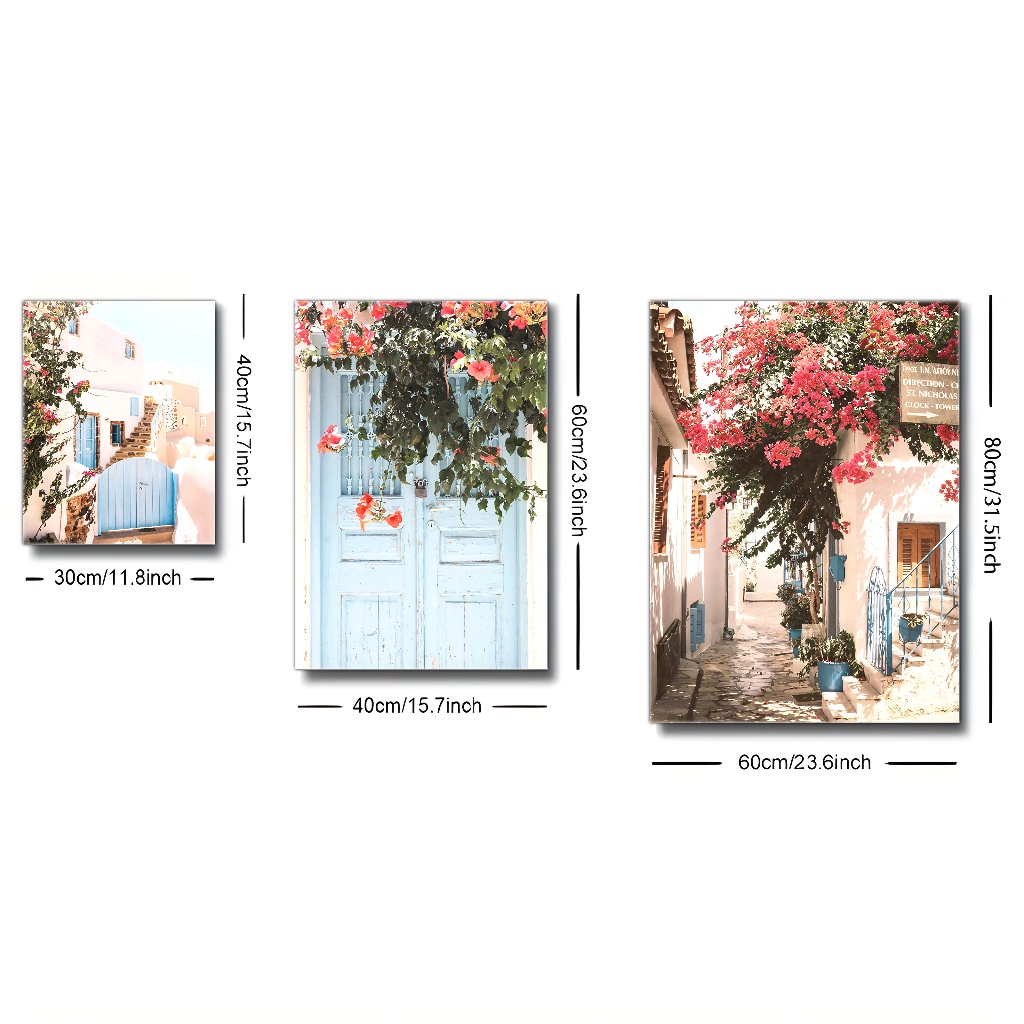 40cm/15.7inch
30cm/11.8inch
60cm/23.6inch
40cm/15.7inch
DIRECTION - C
ST. NICHOLAS
CLOCK - TOWER
80cm/31.5inch
60cm/23.6inch